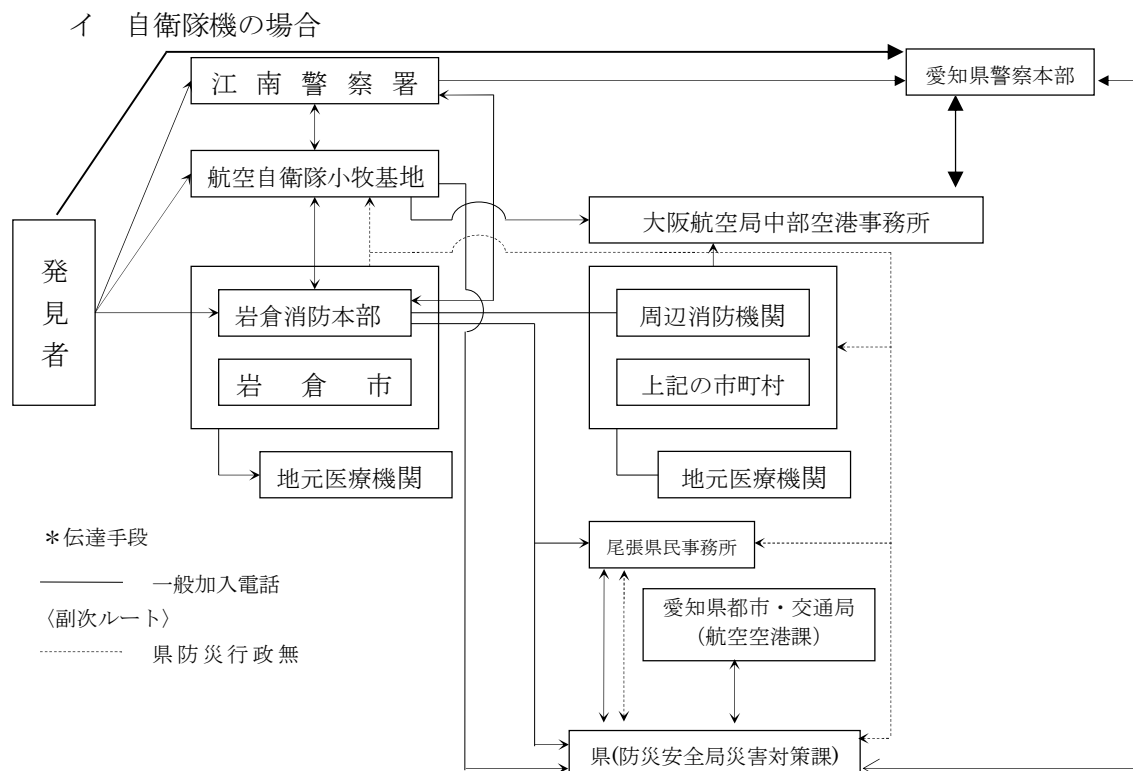 イ　自衛隊機の場合
江南警察署
愛知県警察本部
航空自衛隊小牧基地
大阪航空局中部空港事務所
発見者
岩倉消防本部
周辺消防機関
岩倉市
上記の市町村
地元医療機関
地元医療機関
＊伝達手段
尾張県民事務所
一般加入電話
〈副次ルート〉
愛知県都市・交通局
（航空空港課）
県防災行政無
県(防災安全局災害対策課)